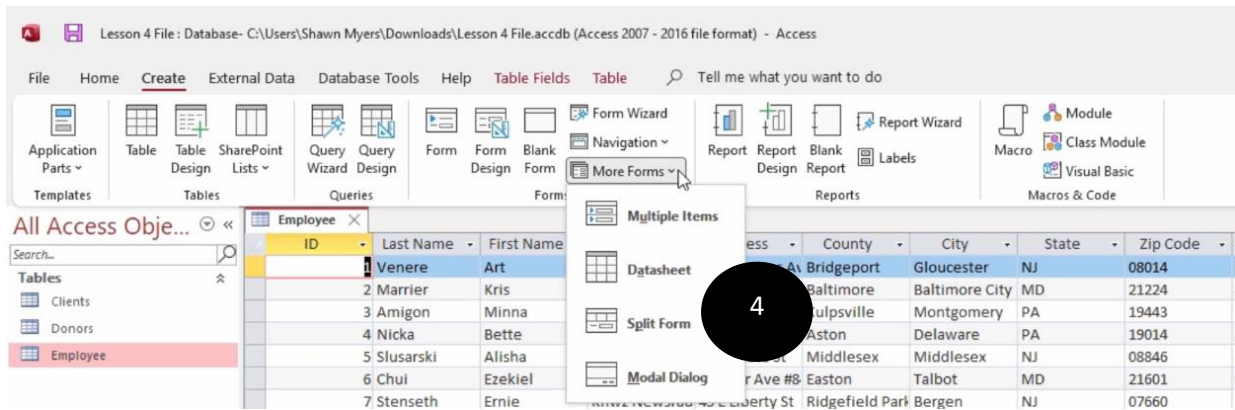 Lesson 4 File : Database- C:\Users\Shawn Myers\Downloads\Lesson 4 File.accdb (Access 2007 - 2016 file format) - Access
File Home Create External Data Database Tools Help Table Fields Table Tell me what you want to do
Application Parts Table Table Design SharePoint Lists Query Wizard Query Design Form Form Design Blank Form Form Wizard Navigation More Forms Report Report Design Blank Report Report Wizard Labels Macro Module Class Module Visual Basic
Templates Tables Queries Forms Reports Macros & Code
All Access Obje... «
Search...
Tables
Clients
Donors
Employee
Employee
ID Last Name First Name ess County City State Zip Code
1 Venere Art Bridgeport Gloucester NJ 08014
2 Marrier Kris Baltimore Baltimore City MD 21224
3 Amigon Minna Kulpsville Montgomery PA 19443
4 Nicka Bette Aston Delaware PA 19014
5 Slusarski Alisha St Middlesex Middlesex NJ 08846
6 Chui Ezekiel r Ave #8 Easton Talbot MD 21601
7 Stenseth Ernie 45 E Liberty St Ridgefield Park Bergen NJ 07660
Multiple Items
Datasheet
Split Form
Modal Dialog
4